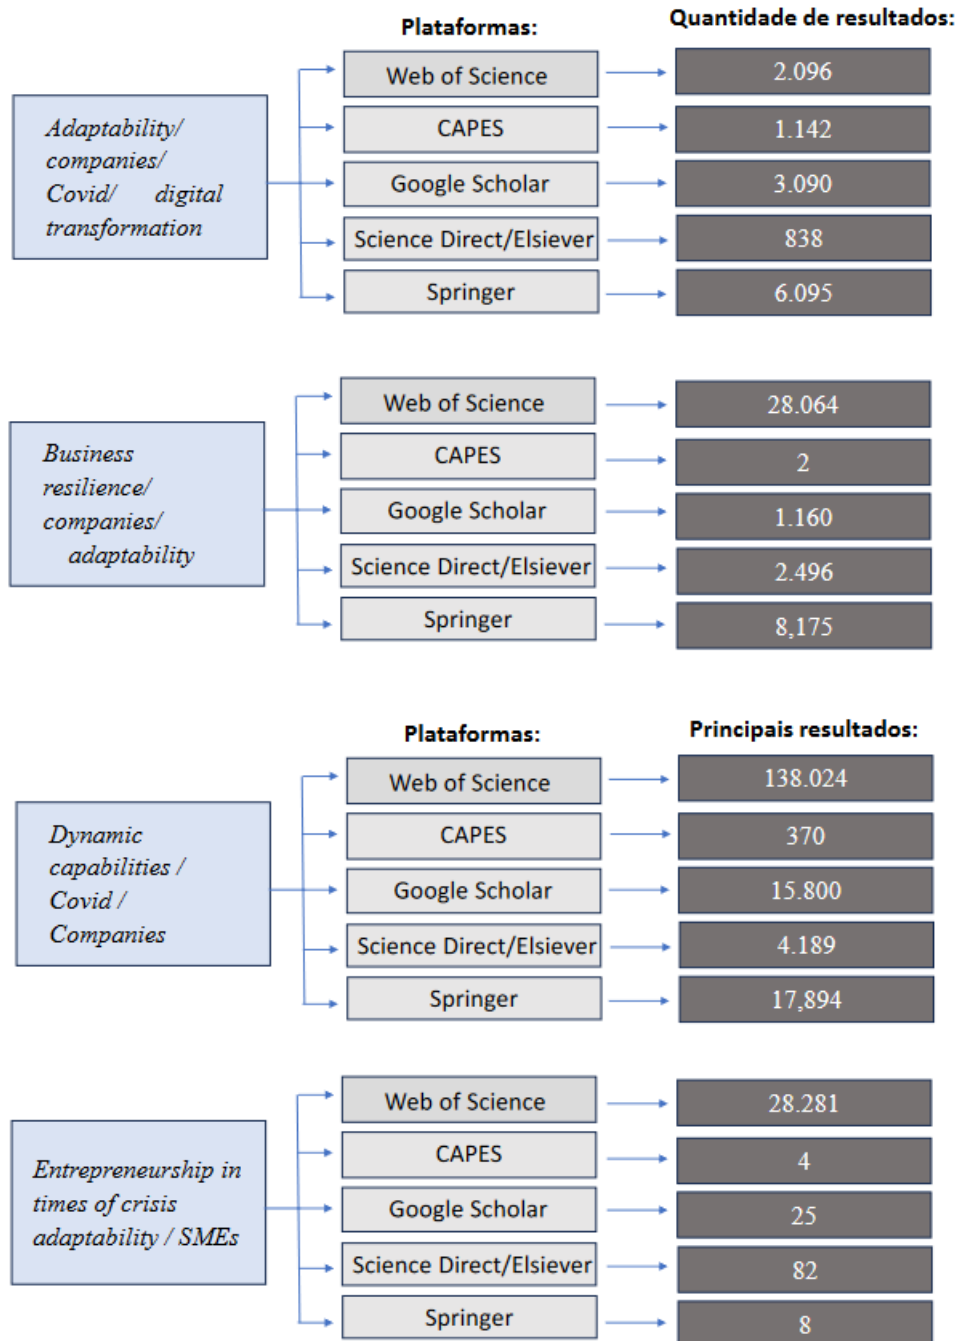 Plataformas:
Quantidade de resultados:
Adaptability/
companies/
Covid/ digital
transformation
Web of Science
2.096
CAPES
1.142
Google Scholar
3.090
Science Direct/Elsiever
838
Springer
6.095
Business
resilience/
companies/
adaptability
Web of Science
28.064
CAPES
2
Google Scholar
1.160
Science Direct/Elsiever
2.496
Springer
8,175
Plataformas:
Principais resultados:
Dynamic
capabilities /
Covid /
Companies
Web of Science
138.024
CAPES
370
Google Scholar
15.800
Science Direct/Elsiever
4.189
Springer
17,894
Entrepreneurship in
times of crisis
adaptability / SMEs
Web of Science
28.281
CAPES
4
Google Scholar
25
Science Direct/Elsiever
82
Springer
8